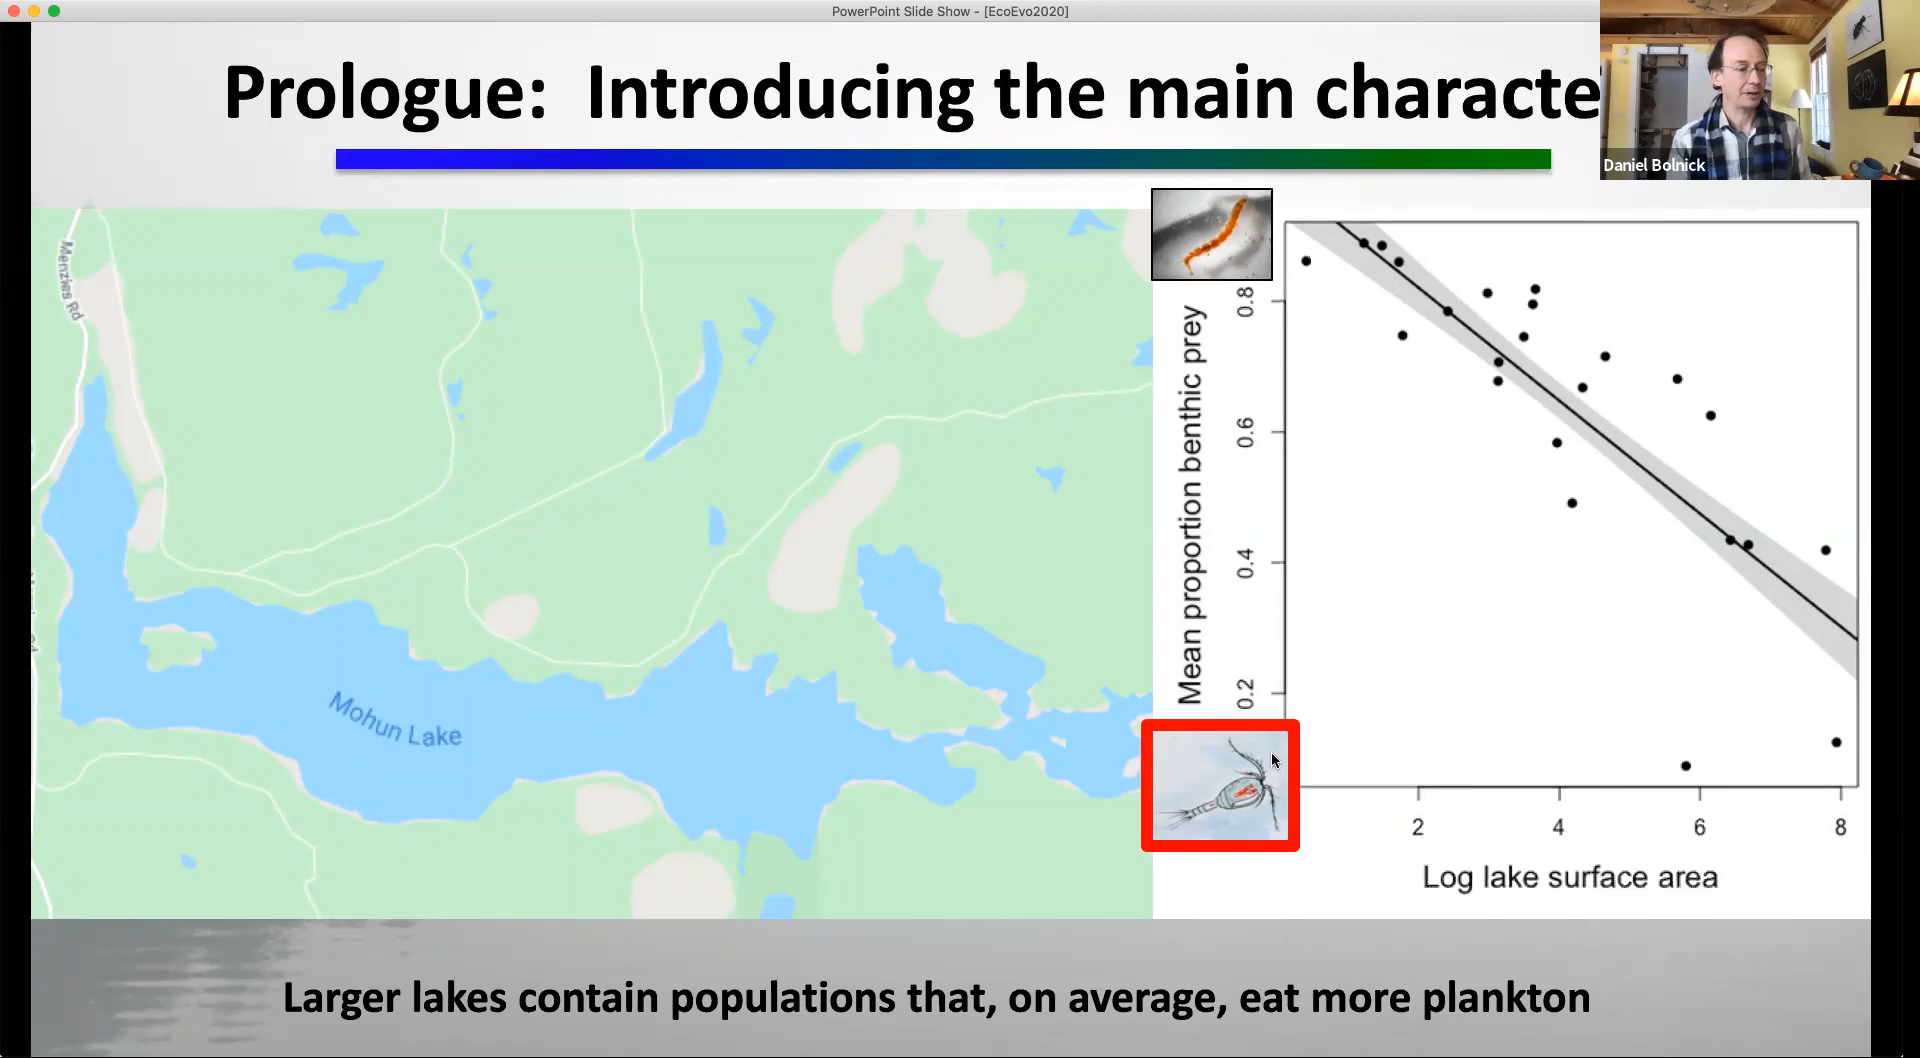 PowerPoint Slide Show - [EcoEvo2020]
Prologue: Introducing the main characte
Daniel Bolnick
Menzies Rd
Mohun Lake
Mean proportion benthic prey
0.8
0.6
0.4
0.2
2 4 6 8
Log lake surface area
Larger lakes contain populations that, on average, eat more plankton